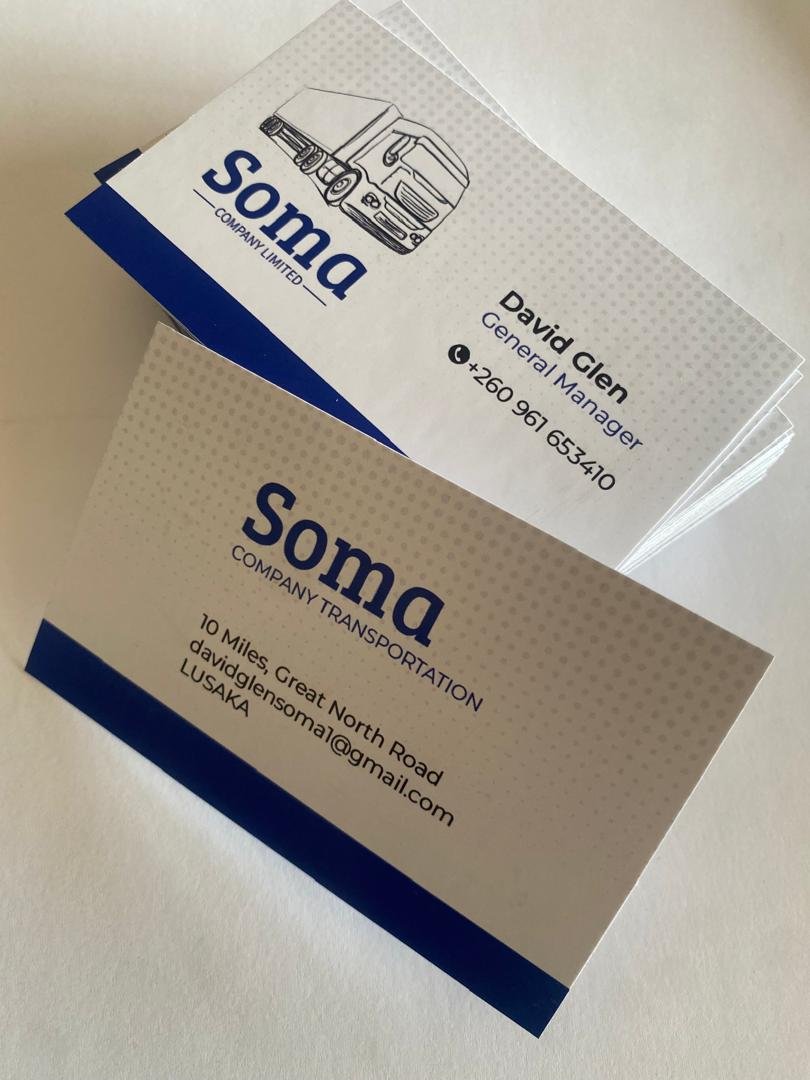 Soma
COMPANY LIMITED
David Glen
General Manager
+260 961 653410
Soma
COMPANY TRANSPORTATION
10 Miles, Great North Road
davidglensoma1@gmail.com
LUSAKA